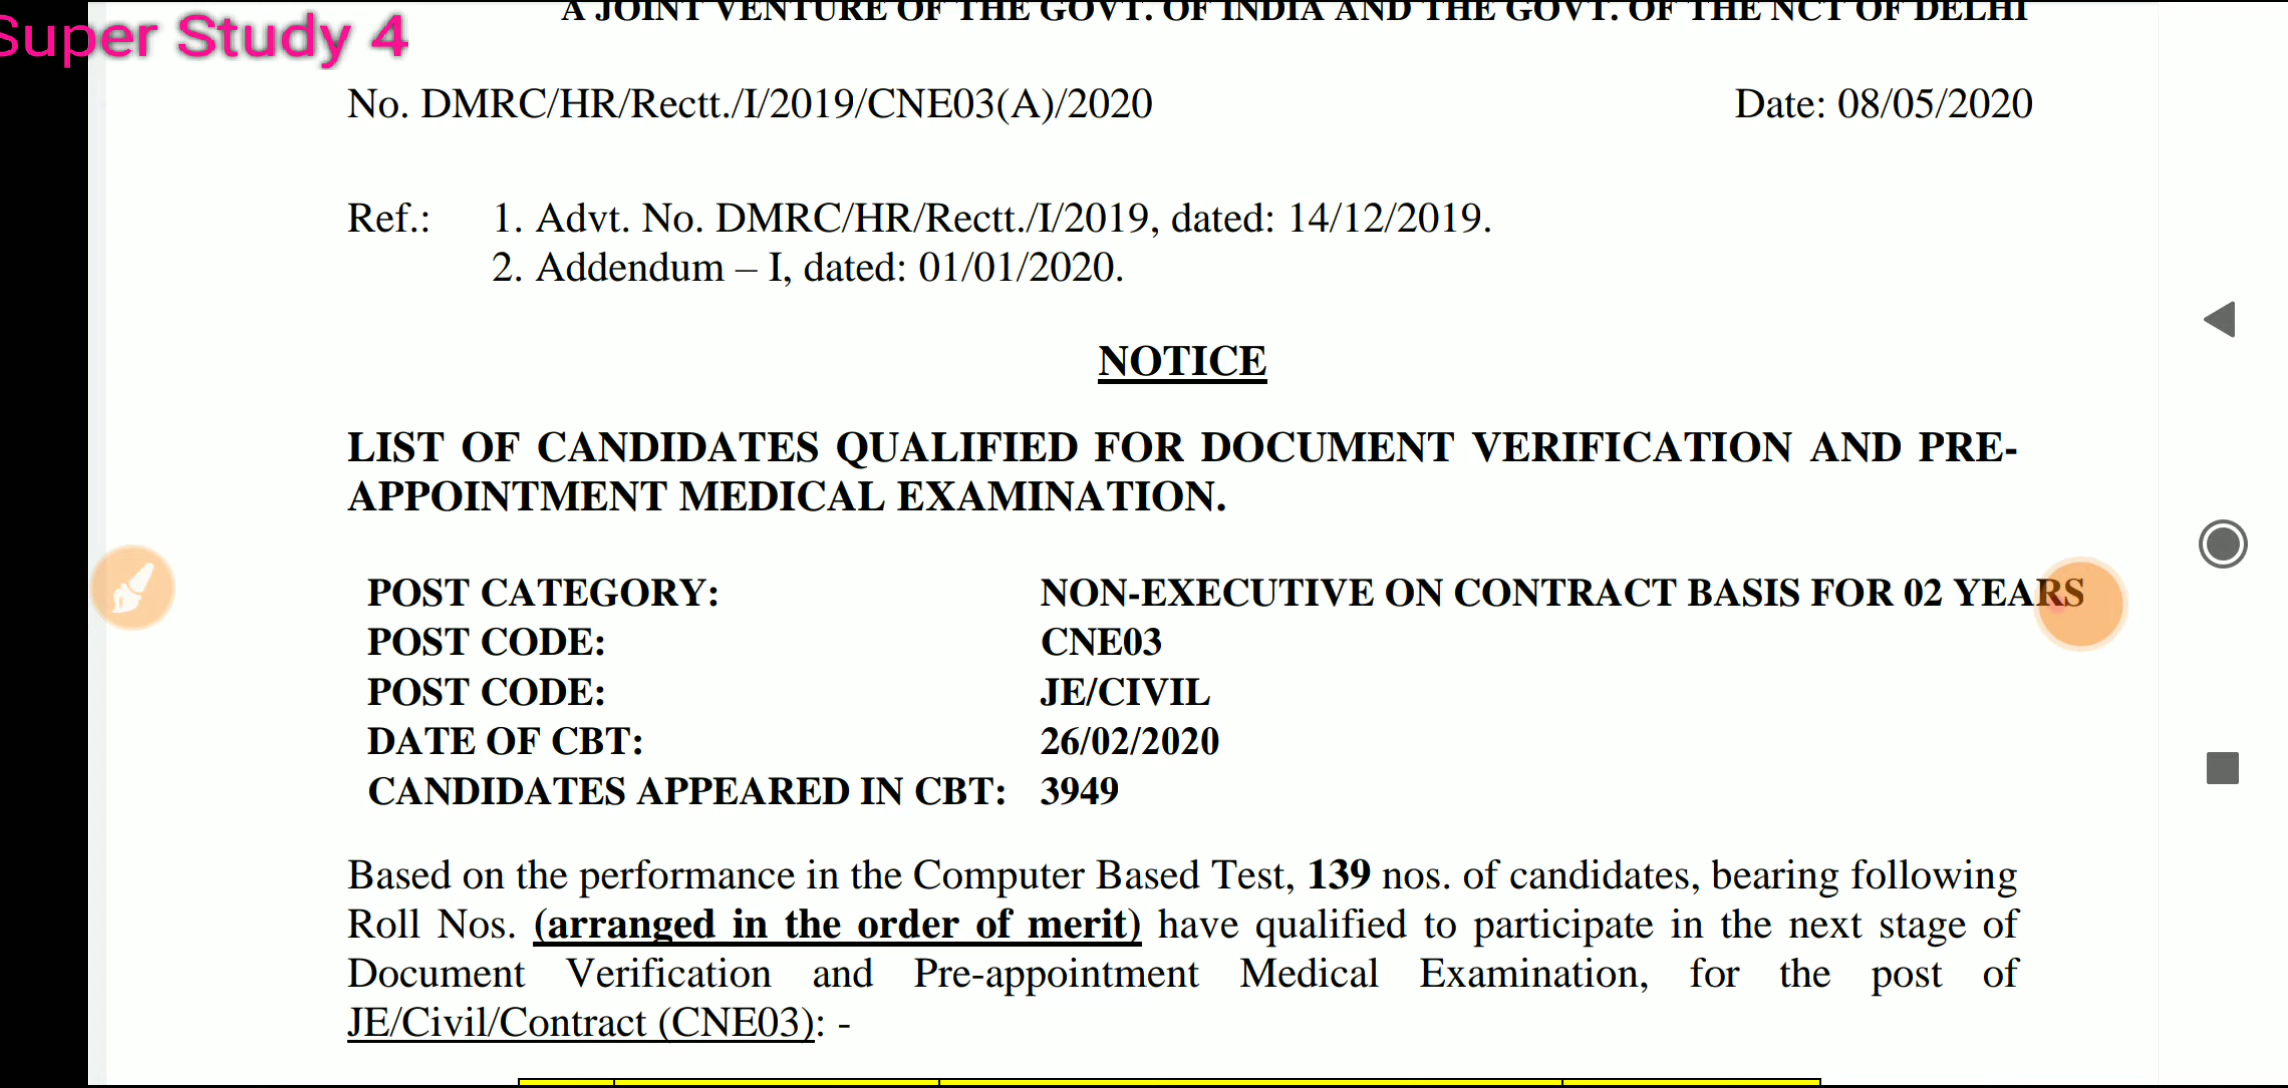 A JOINT VENTURE OF THE GOVT. OF INDIA AND THE GOVT. OF THE NCT OF DELHI
Super Study 4
No. DMRC/HR/Rectt./I/2019/CNE03(A)/2020 Date: 08/05/2020
Ref.: 1. Advt. No. DMRC/HR/Rectt./I/2019, dated: 14/12/2019.
2. Addendum – I, dated: 01/01/2020.
NOTICE
LIST OF CANDIDATES QUALIFIED FOR DOCUMENT VERIFICATION AND PRE-
APPOINTMENT MEDICAL EXAMINATION.
POST CATEGORY: NON-EXECUTIVE ON CONTRACT BASIS FOR 02 YEARS
POST CODE: CNE03
POST CODE: JE/CIVIL
DATE OF CBT: 26/02/2020
CANDIDATES APPEARED IN CBT: 3949
Based on the performance in the Computer Based Test, 139 nos. of candidates, bearing following
Roll Nos. (arranged in the order of merit) have qualified to participate in the next stage of
Document Verification and Pre-appointment Medical Examination, for the post of
JE/Civil/Contract (CNE03): -